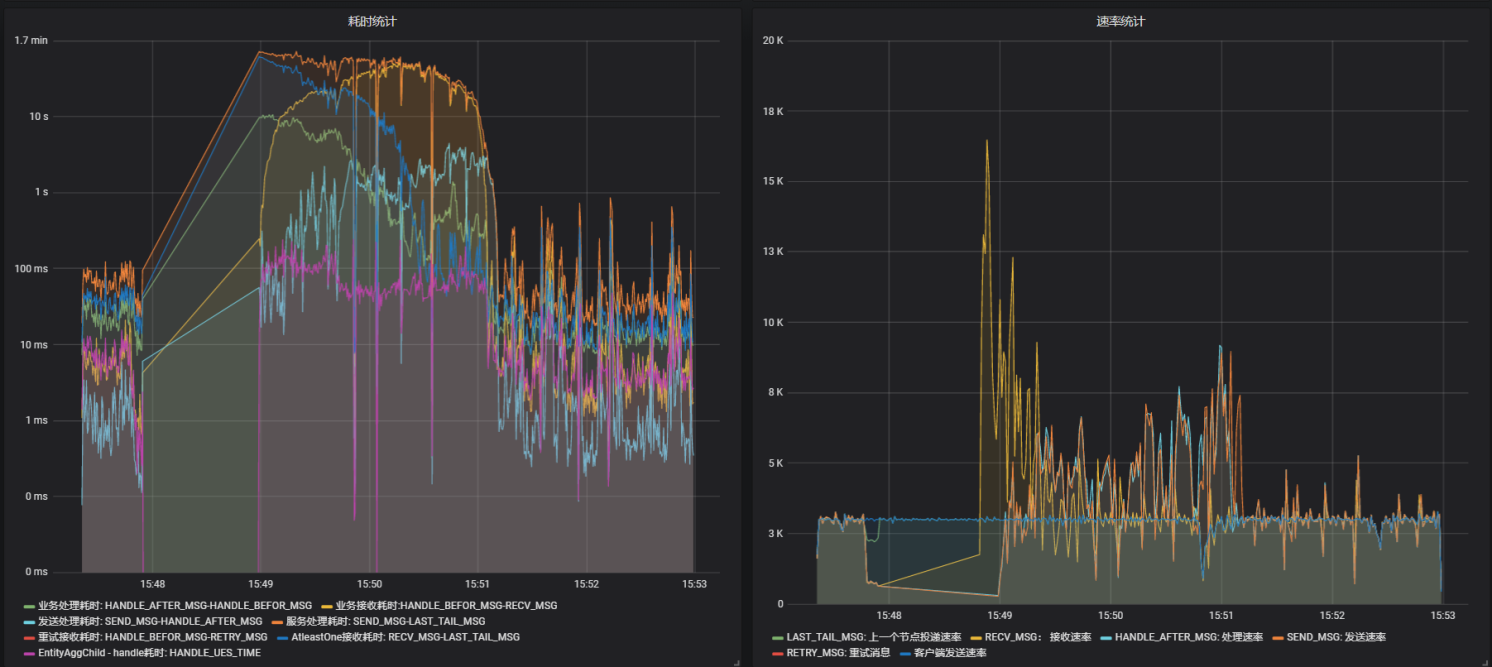 耗时统计
1.7 min
10 s
1 s
100 ms
10 ms
1 ms
0 ms
0 ms
15:48 15:49 15:50 15:51 15:52 15:53
业务处理耗时: HANDLE_AFTER_MSG-HANDLE_BEFOR_MSG 业务接收耗时:HANDLE_BEFOR_MSG-RECV_MSG
发送处理耗时: SEND_MSG-HANDLE_AFTER_MSG 服务处理耗时: SEND_MSG-LAST_TAIL_MSG
重试接收耗时: HANDLE_BEFOR_MSG-RETRY_MSG AtleastOne接收耗时: RECV_MSG-LAST_TAIL_MSG
EntityAggChild - handle耗时: HANDLE_UES_TIME
速率统计
20 K
18 K
15 K
13 K
10 K
8 K
5 K
3 K
0
15:48 15:49 15:50 15:51 15:52 15:53
LAST_TAIL_MSG: 上一个节点投递速率 RECV_MSG： 接收速率 HANDLE_AFTER_MSG: 处理速率 SEND_MSG: 发送速率
RETRY_MSG: 重试消息 客户端发送速率